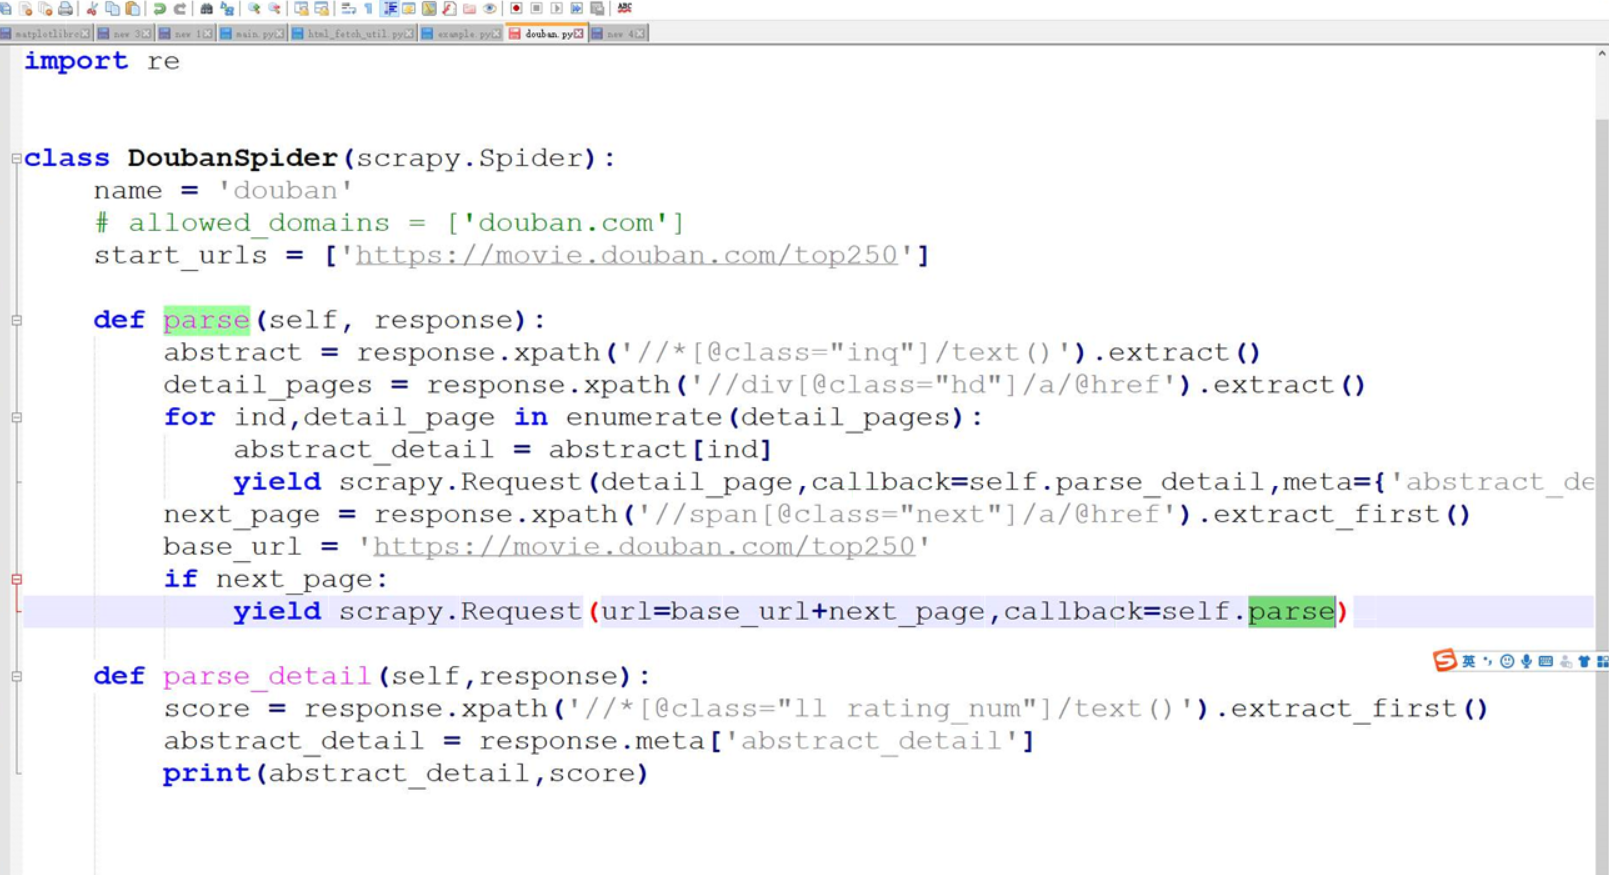 matplotlibrc new 3 new 1 main.py html_fetch_util.py example.py douban.py new 4
import re
class DoubanSpider(scrapy.Spider):
name = 'douban'
# allowed_domains = ['douban.com']
start_urls = ['https://movie.douban.com/top250']
def parse(self, response):
abstract = response.xpath('//*[@class="inq"]/text()').extract()
detail_pages = response.xpath('//div[@class="hd"]/a/@href').extract()
for ind,detail_page in enumerate(detail_pages):
abstract_detail = abstract[ind]
yield scrapy.Request(detail_page,callback=self.parse_detail,meta={'abstract_de
next_page = response.xpath('//span[@class="next"]/a/@href').extract_first()
base_url = 'https://movie.douban.com/top250'
if next_page:
yield scrapy.Request(url=base_url+next_page,callback=self.parse)
英
def parse_detail(self,response):
score = response.xpath('//*[@class="ll rating_num"]/text()').extract_first()
abstract_detail = response.meta['abstract_detail']
print(abstract_detail,score)